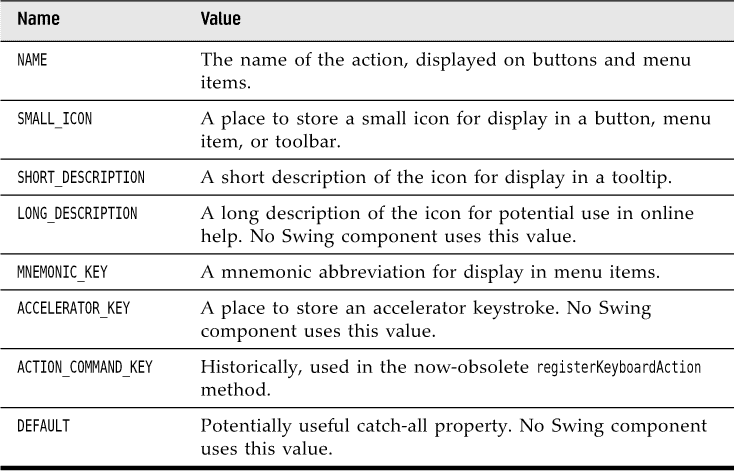 Name Value
NAME The name of the action, displayed on buttons and menu
items.
SMALL_ICON A place to store a small icon for display in a button, menu
item, or toolbar.
SHORT_DESCRIPTION A short description of the icon for display in a tooltip.
LONG_DESCRIPTION A long description of the icon for potential use in online
help. No Swing component uses this value.
MNEMONIC_KEY A mnemonic abbreviation for display in menu items.
ACCELERATOR_KEY A place to store an accelerator keystroke. No Swing
component uses this value.
ACTION_COMMAND_KEY Historically, used in the now-obsolete registerKeyboardAction
method.
DEFAULT Potentially useful catch-all property. No Swing component
uses this value.